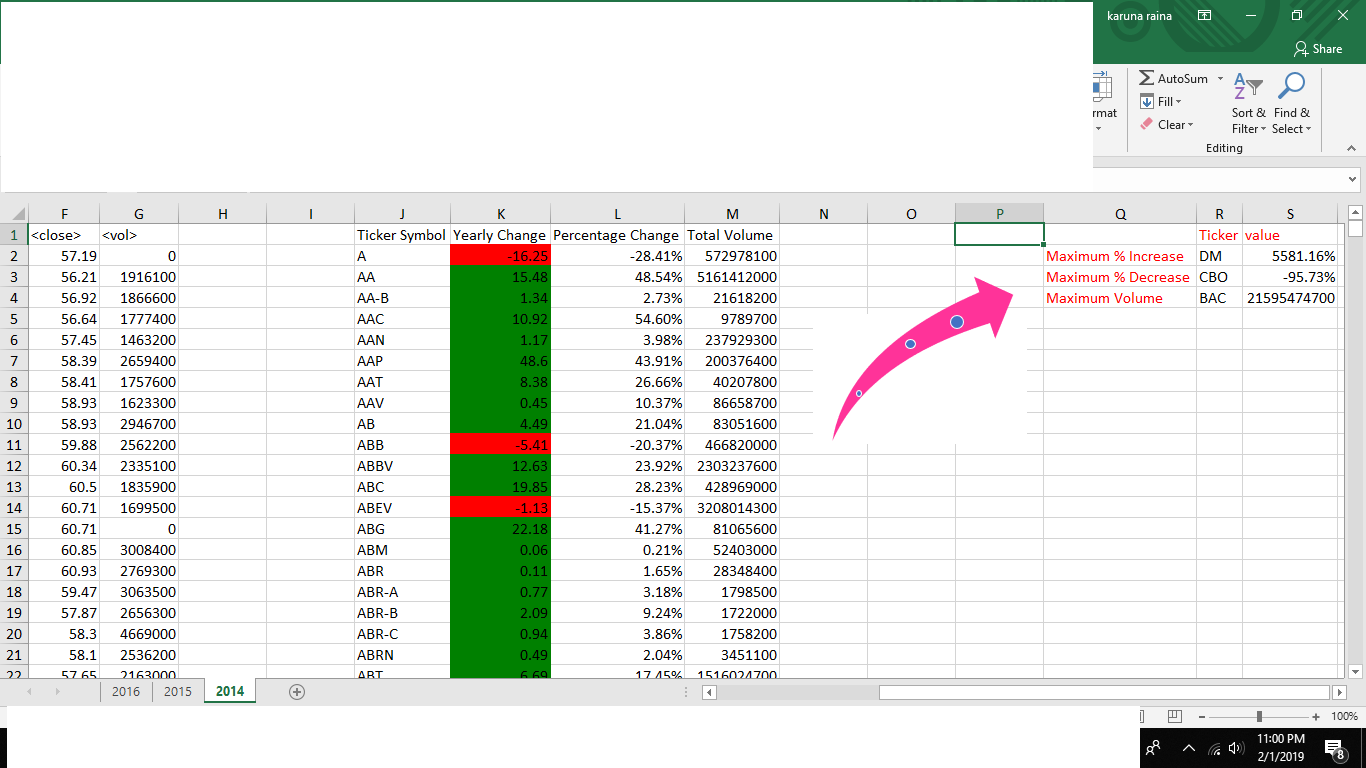 karuna raina
Share
AutoSum
Fill
Clear
rmat
Sort & Filter
Find & Select
Editing
F G H I J K L M N O P Q R S
1 <close> <vol> Ticker Symbol Yearly Change Percentage Change Total Volume Ticker value
2 57.19 0 A -16.25 -28.41% 572978100 Maximum % Increase DM 5581.16%
3 56.21 1916100 AA 15.48 48.54% 5161412000 Maximum % Decrease CBO -95.73%
4 56.92 1866600 AA-B 1.34 2.73% 21618200 Maximum Volume BAC 21595474700
5 56.64 1777400 AAC 10.92 54.60% 9789700
6 57.45 1463200 AAN 1.17 3.98% 237929300
7 58.39 2659400 AAP 48.6 43.91% 200376400
8 58.41 1757600 AAT 8.38 26.66% 40207800
9 58.93 1623300 AAV 0.45 10.37% 86658700
10 58.93 2946700 AB 4.49 21.04% 83051600
11 59.88 2562200 ABB -5.41 -20.37% 466820000
12 60.34 2335100 ABBV 12.63 23.92% 2303237600
13 60.5 1835900 ABC 19.85 28.23% 428969000
14 60.71 1699500 ABEV -1.13 -15.37% 3208014300
15 60.71 0 ABG 22.18 41.27% 81065600
16 60.85 3008400 ABM 0.06 0.21% 52403000
17 60.93 2769300 ABR 0.11 1.65% 28348400
18 59.47 3063500 ABR-A 0.77 3.18% 1798500
19 57.87 2656300 ABR-B 2.09 9.24% 1722000
20 58.3 4669000 ABR-C 0.94 3.86% 1758200
21 58.1 2536200 ABRN 0.49 2.04% 3451100
22 57.65 2163000 ABT 6.69 17.45% 1516024700
2016 2015 2014
100%
11:00 PM
2/1/2019
8